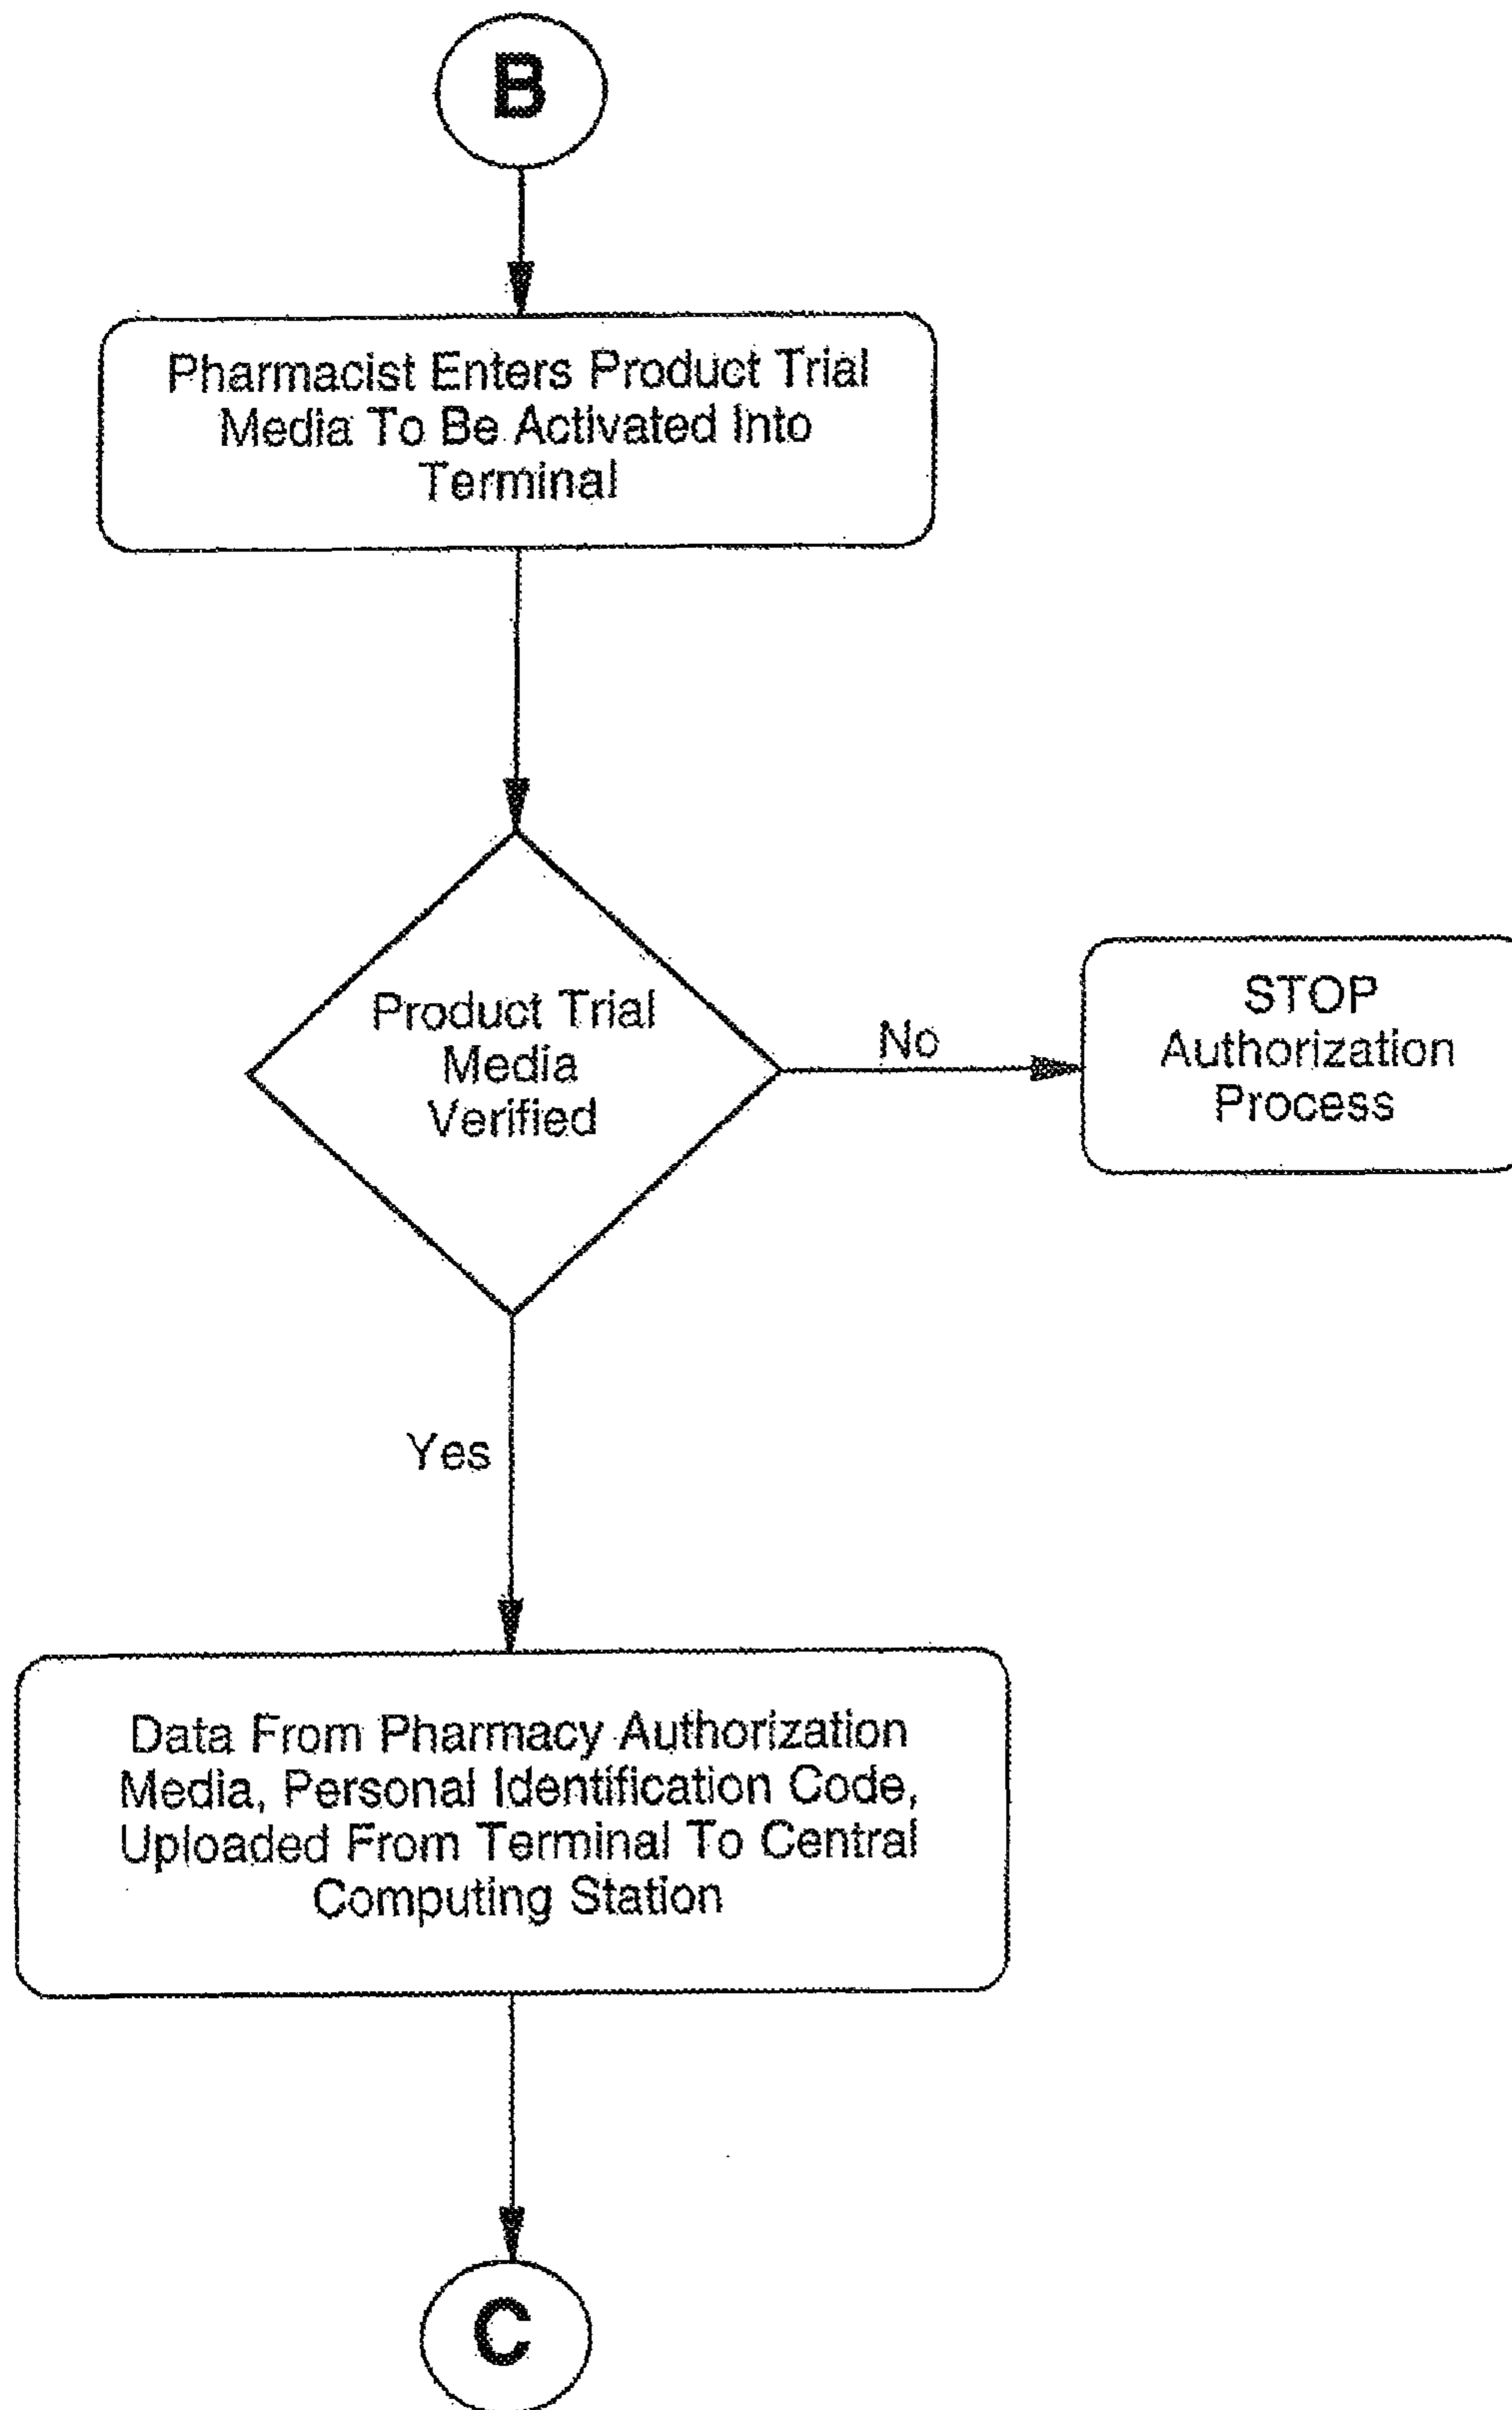 B
Pharmacist Enters Product Trial
Media To Be Activated Into
Terminal
Product Trial
Media
Verified
No
STOP
Authorization
Process
Yes
Data From Pharmacy Authorization
Media, Personal Identification Code,
Uploaded From Terminal To Central
Computing Station
C